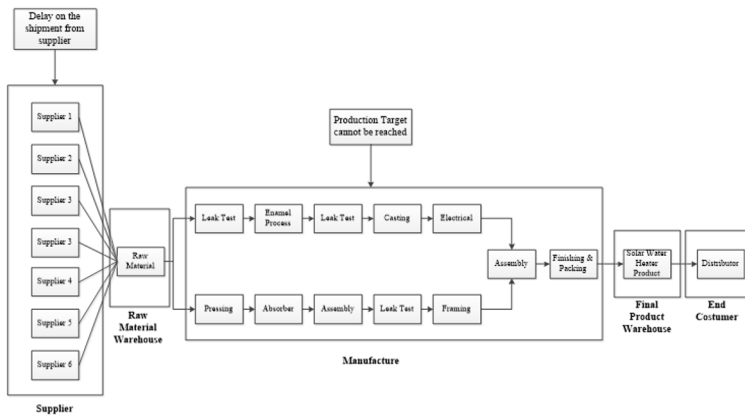 Delay on the
shipment from
supplier
Supplier 1
Supplier 2
Supplier 3
Supplier 3
Supplier 4
Supplier 5
Supplier 6
Supplier
Raw
Material
Raw
Material
Warehouse
Production Target
cannot be reached
Leak Test
Enamel
Process
Leak Test
Casting
Electrical
Pressing
Absorber
Assembly
Leak Test
Framing
Assembly
Finishing &
Packing
Manufacture
Solar Water
Heater
Product
Final
Product
Warehouse
Distributor
End
Costumer